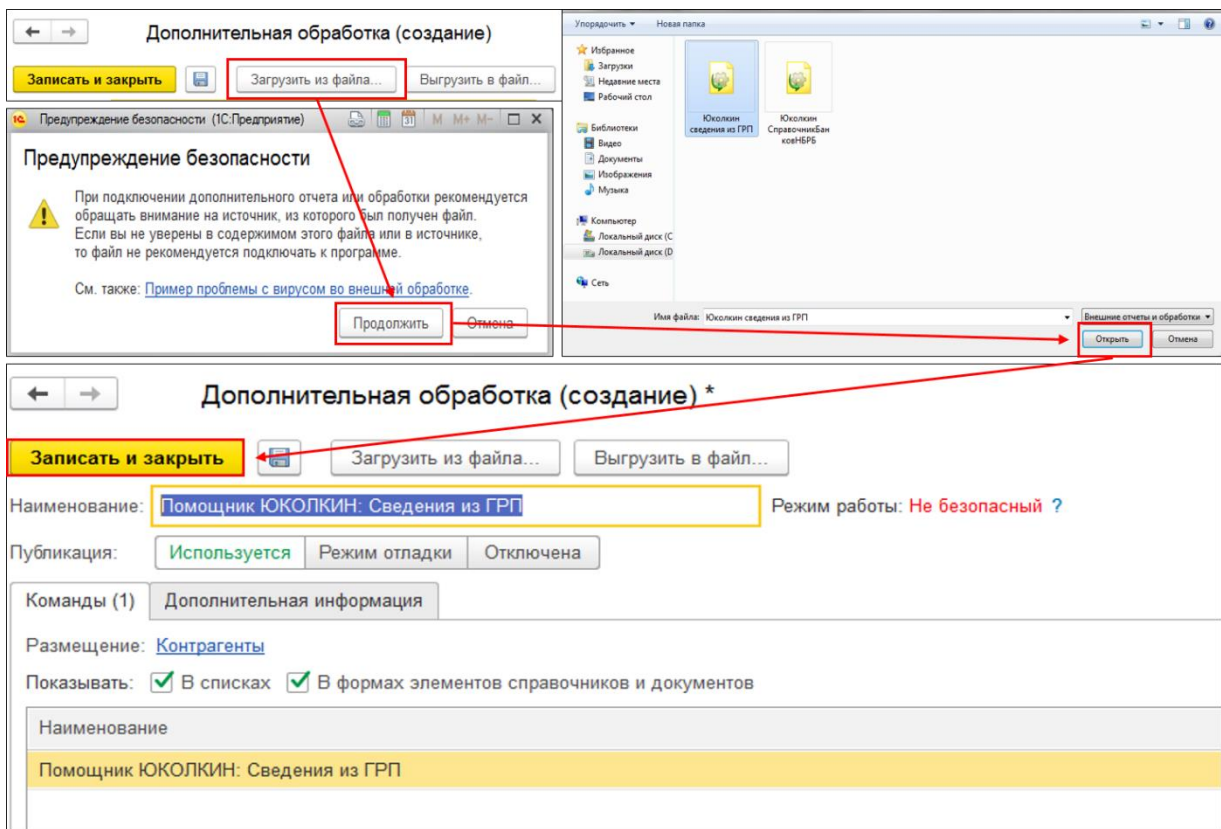 Дополнительная обработка (создание)
Записать и закрыть
Загрузить из файла...
Выгрузить в файл...
Предупреждение безопасности (1С:Предприятие)
M M+ M-
Предупреждение безопасности
При подключении дополнительного отчета или обработки рекомендуется
обращать внимание на источник, из которого был получен файл.
Если вы не уверены в содержимом этого файла или в источнике,
то файл не рекомендуется подключать к программе.
См. также: Пример проблемы с вирусом во внешней обработке.
Продолжить
Отмена
Упорядочить
Новая папка
Избранное
Загрузки
Недавние места
Рабочий стол
Библиотеки
Видео
Документы
Изображения
Музыка
Компьютер
Локальный диск (C
Локальный диск (D
Сеть
Юколкин
сведения из ГРП
Юколкин
СправочникБан
ковНБРБ
Имя файла: Юколкин сведения из ГРП
Внешние отчеты и обработки
Открыть
Отмена
Дополнительная обработка (создание) *
Записать и закрыть
Загрузить из файла...
Выгрузить в файл...
Наименование: Помощник ЮКОЛКИН: Сведения из ГРП
Режим работы: Не безопасный ?
Публикация: Используется Режим отладки Отключена
Команды (1) Дополнительная информация
Размещение: Контрагенты
Показывать: В списках В формах элементов справочников и документов
Наименование
Помощник ЮКОЛКИН: Сведения из ГРП